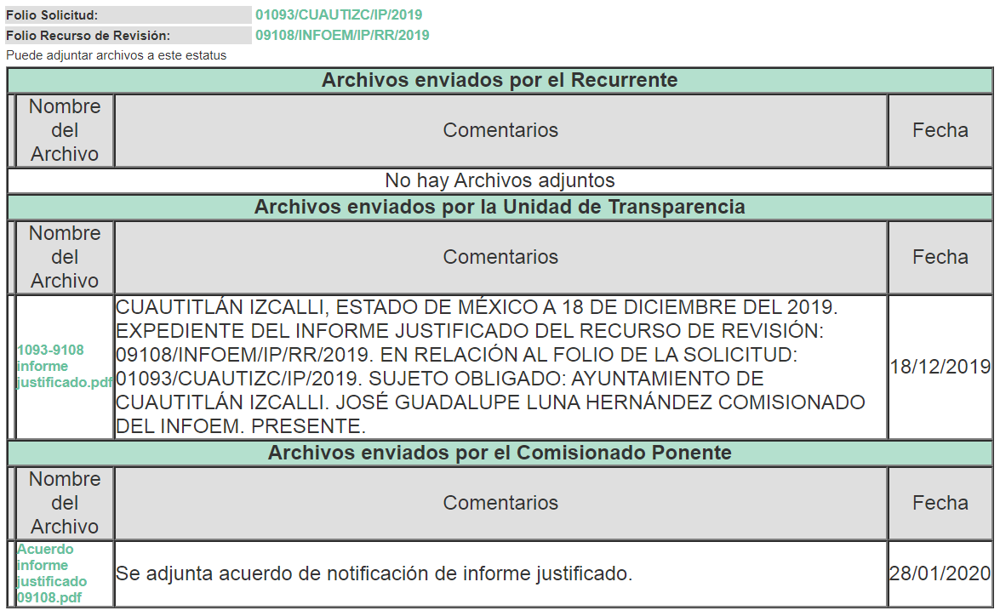 Folio Solicitud: 01093/CUAUTIZC/IP/2019
Folio Recurso de Revisión: 09108/INFOEM/IP/RR/2019
Puede adjuntar archivos a este estatus
Archivos enviados por el Recurrente
Nombre
del
Archivo
Comentarios
Fecha
No hay Archivos adjuntos
Archivos enviados por la Unidad de Transparencia
Nombre
del
Archivo
Comentarios
Fecha
1093-9108
informe
justificado.pdf
CUAUTITLÁN IZCALLI, ESTADO DE MÉXICO A 18 DE DICIEMBRE DEL 2019.
EXPEDIENTE DEL INFORME JUSTIFICADO DEL RECURSO DE REVISIÓN:
09108/INFOEM/IP/RR/2019. EN RELACIÓN AL FOLIO DE LA SOLICITUD:
01093/CUAUTIZC/IP/2019. SUJETO OBLIGADO: AYUNTAMIENTO DE
CUAUTITLÁN IZCALLI. JOSÉ GUADALUPE LUNA HERNÁNDEZ COMISIONADO
DEL INFOEM. PRESENTE.
18/12/2019
Archivos enviados por el Comisionado Ponente
Nombre
del
Archivo
Comentarios
Fecha
Acuerdo
informe
justificado
09108.pdf
Se adjunta acuerdo de notificación de informe justificado.
28/01/2020